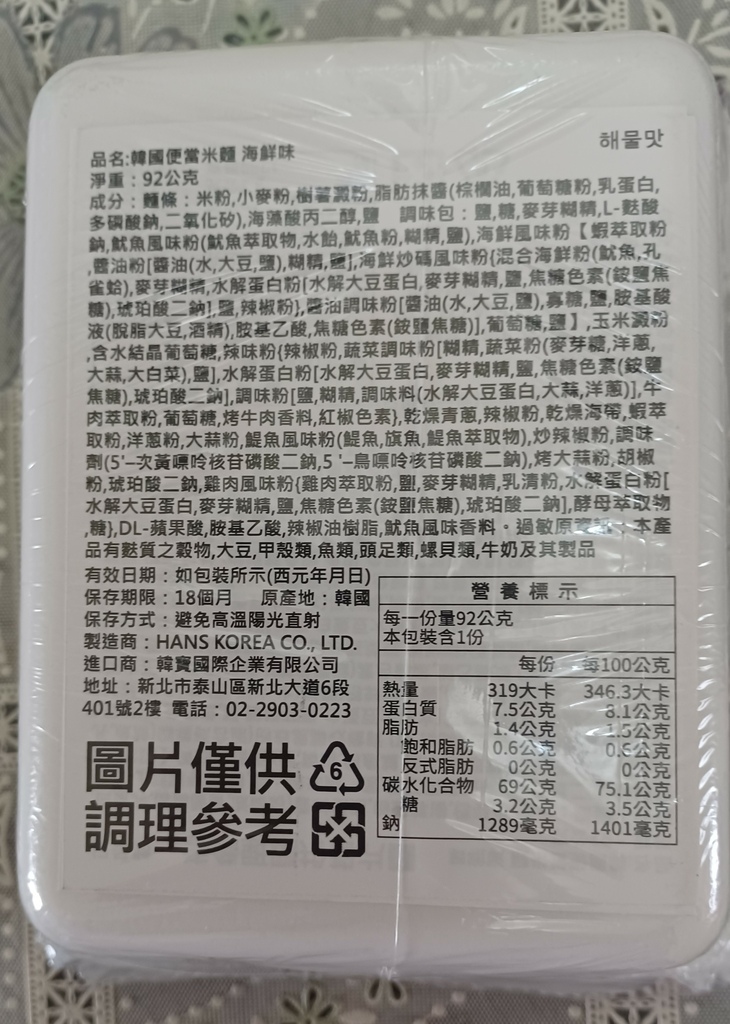 해물맛
品名:韓國便當米麵 海鮮味
淨重：92公克
成分：麵條：米粉,小麥粉,樹薯澱粉,脂肪抹醬(棕櫚油,葡萄糖粉,乳蛋白,
多磷酸鈉,二氧化矽),海藻酸丙二醇,鹽 調味包：鹽,糖,麥芽糊精,L-麩酸
鈉,魷魚風味粉(魷魚萃取物,水飴,魷魚粉,糊精,鹽),海鮮風味粉【蝦萃取粉
,醬油粉[醬油(水,大豆,鹽),糊精,鹽],海鮮炒碼風味粉{混合海鮮粉(魷魚,孔
雀蛤),麥芽糊精,水解蛋白粉[水解大豆蛋白,麥芽糊精,鹽,焦糖色素(銨鹽焦
糖),琥珀酸二鈉],鹽,辣椒粉},醬油調味粉[醬油(水,大豆,鹽),寡糖,鹽,胺基酸
液(脫脂大豆,酒精),胺基乙酸,焦糖色素(銨鹽焦糖)],葡萄糖,鹽】,玉米澱粉
,含水結晶葡萄糖,辣味粉{辣椒粉,蔬菜調味粉[糊精,蔬菜粉(麥芽糖,洋蔥,
大蒜,大白菜),鹽],水解蛋白粉[水解大豆蛋白,麥芽糊精,鹽,焦糖色素(銨鹽
焦糖),琥珀酸二鈉],調味粉[鹽,糊精,調味料(水解大豆蛋白,大蒜,洋蔥)],牛
肉萃取粉,葡萄糖,烤牛肉香料,紅椒色素},乾燥青蔥,辣椒粉,乾燥海帶,蝦萃
取粉,洋蔥粉,大蒜粉,鯷魚風味粉(鯷魚,旗魚,鯷魚萃取物),炒辣椒粉,調味
劑(5'–次黃嘌呤核苷磷酸二鈉,5 '–鳥嘌呤核苷磷酸二鈉),烤大蒜粉,胡椒
粉,琥珀酸二鈉,雞肉風味粉{雞肉萃取粉,鹽,麥芽糊精,乳清粉,水解蛋白粉[
水解大豆蛋白,麥芽糊精,鹽,焦糖色素(銨鹽焦糖),琥珀酸二鈉],酵母萃取物
,糖},DL-蘋果酸,胺基乙酸,辣椒油樹脂,魷魚風味香料。過敏原資訊：本產
品有麩質之穀物,大豆,甲殼類,魚類,頭足類,螺貝類,牛奶及其製品
有效日期：如包裝所示(西元年月日)
保存期限：18個月 原產地：韓國
保存方式：避免高溫陽光直射
製造商：HANS KOREA CO., LTD.
進口商：韓寶國際企業有限公司
地址：新北市泰山區新北大道6段
401號2樓 電話：02-2903-0223
圖片僅供
調理參考
6
營養標示
每一份量92公克
本包裝含1份
每份 每100公克
熱量 319大卡 346.3大卡
蛋白質 7.5公克 8.1公克
脂肪 1.4公克 1.5公克
飽和脂肪 0.6公克 0.6公克
反式脂肪 0公克 0公克
碳水化合物 69公克 75.1公克
糖 3.2公克 3.5公克
鈉 1289毫克 1401毫克